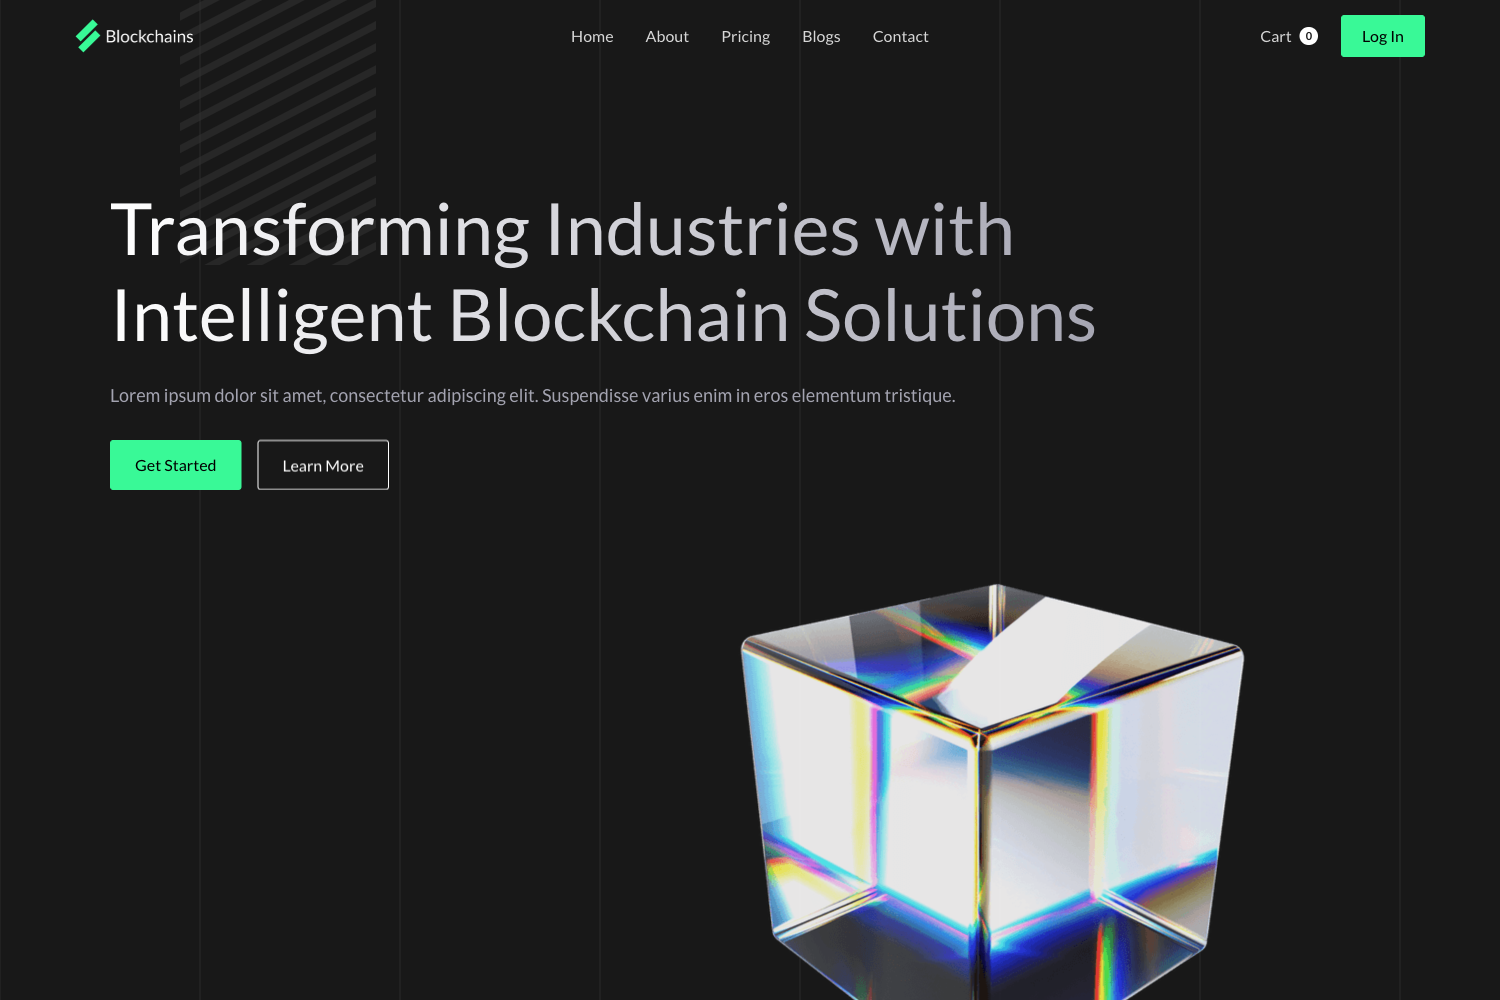 Blockchains
Home About Pricing Blogs Contact
Cart 0
Log In
Transforming Industries with
Intelligent Blockchain Solutions
Lorem ipsum dolor sit amet, consectetur adipiscing elit. Suspendisse varius enim in eros elementum tristique.
Get Started
Learn More